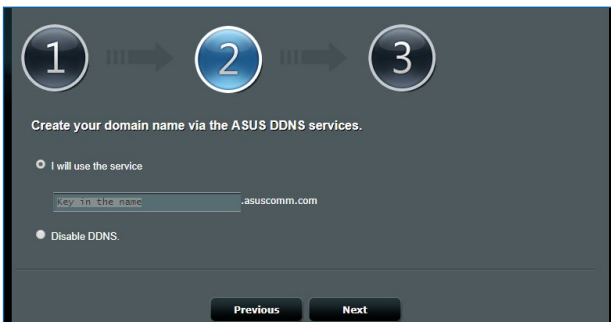 1 2 3
Create your domain name via the ASUS DDNS services.
I will use the service
Key in the name .asuscomm.com
Disable DDNS.
Previous Next